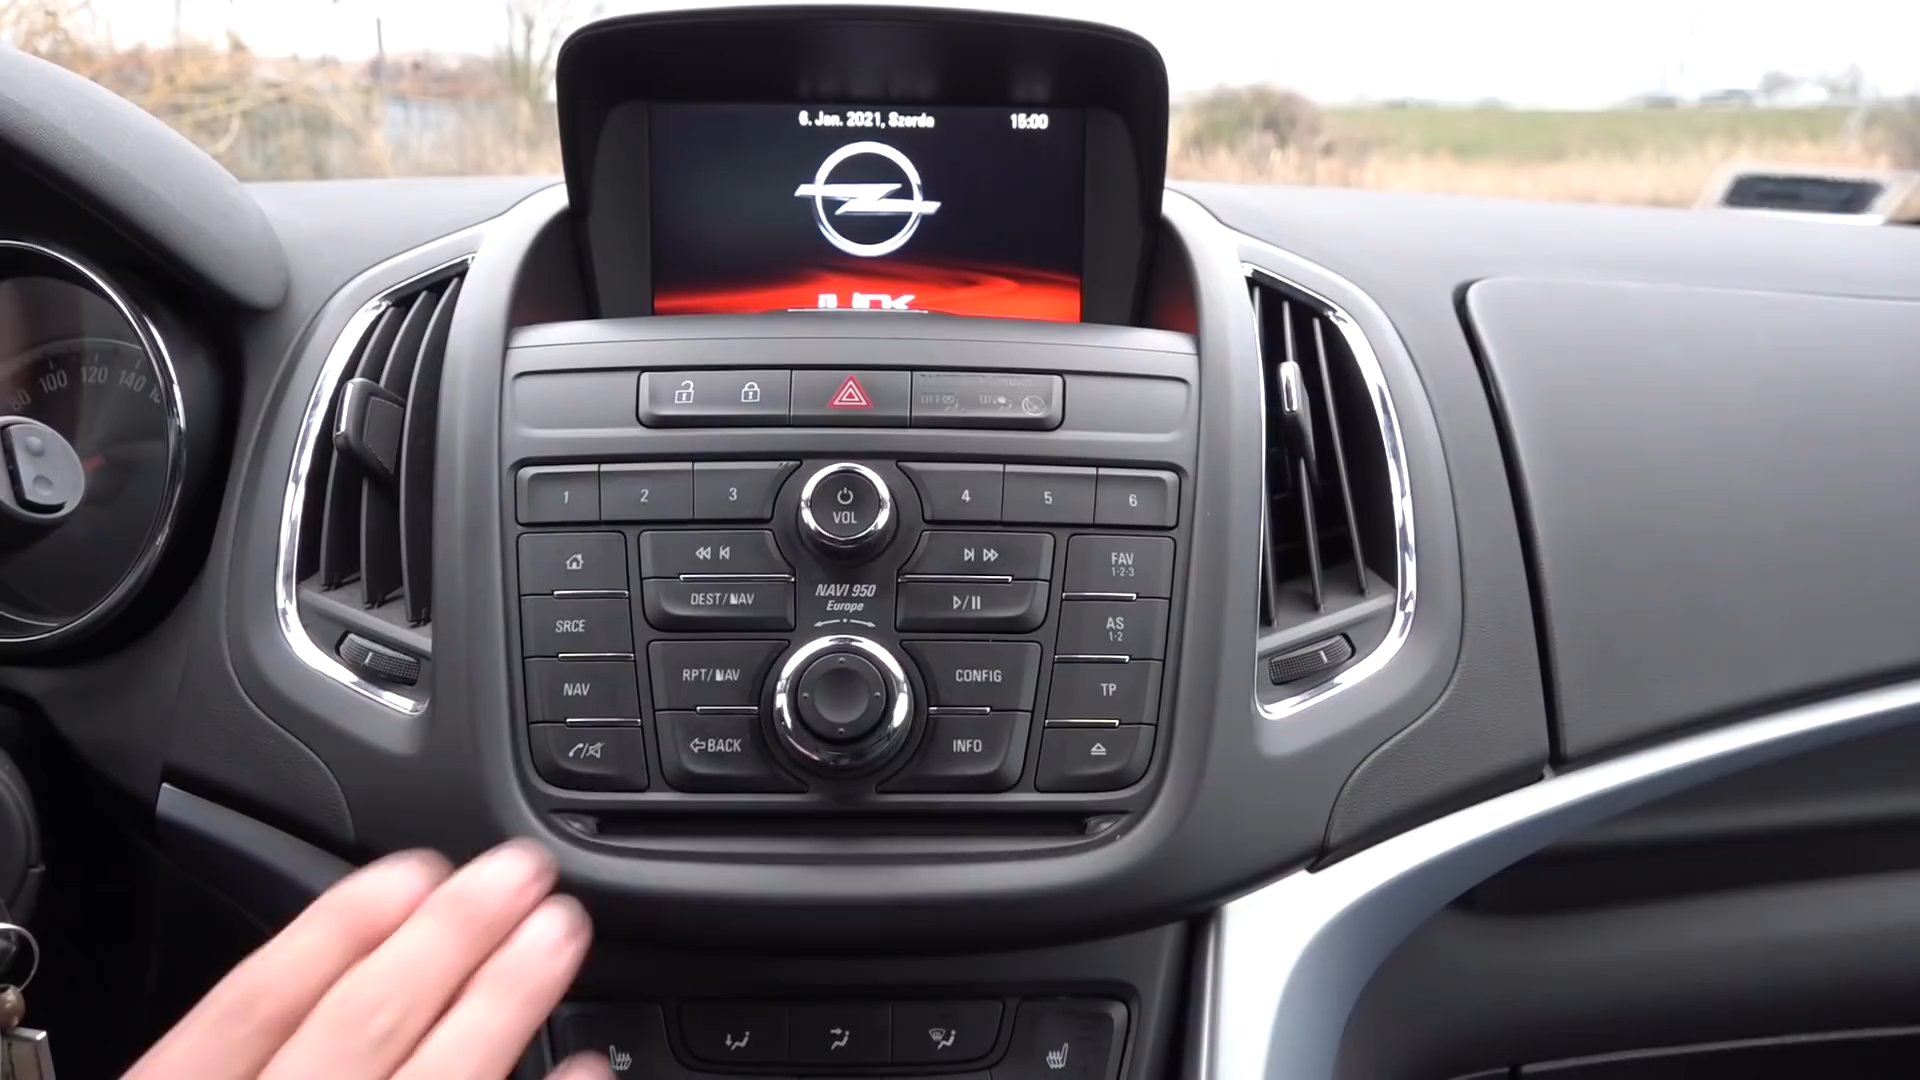 6. Jan. 2021, Szerda 15:00
80 100 120 140
1 2 3 VOL 4 5 6
FAV
1-2-3
DEST/NAV
NAVI 950
Europe
SRCE
AS
1-2
RPT/NAV
CONFIG
NAV
TP
BACK
INFO